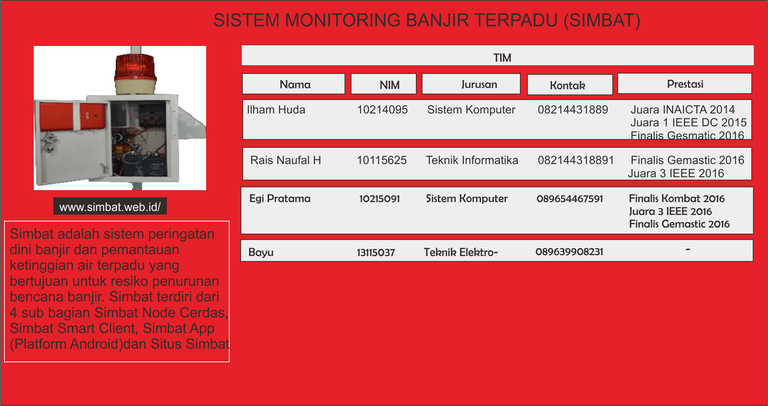 SISTEM MONITORING BANJIR TERPADU (SIMBAT)
TIM
Nama NIM Jurusan Kontak Prestasi
Ilham Huda 10214095 Sistem Komputer 08214431889 Juara INAICTA 2014
Juara 1 IEEE DC 2015
Finalis Gesmatic 2016
Rais Naufal H 10115625 Teknik Informatika 082144318891 Finalis Gemastic 2016
Juara 3 IEEE 2016
Egi Pratama 10215091 Sistem Komputer 089654467591 Finalis Kombat 2016
Juara 3 IEEE 2016
Finalis Gemastic 2016
Bayu 13115037 Teknik Elektro- 089639908231 -
www.simbat.web.id/
Simbat adalah sistem peringatan
dini banjir dan pemantauan
ketinggian air terpadu yang
bertujuan untuk resiko penurunan
bencana banjir. Simbat terdiri dari
4 sub bagian Simbat Node Cerdas,
Simbat Smart Client, Simbat App
(Platform Android)dan Situs Simbat